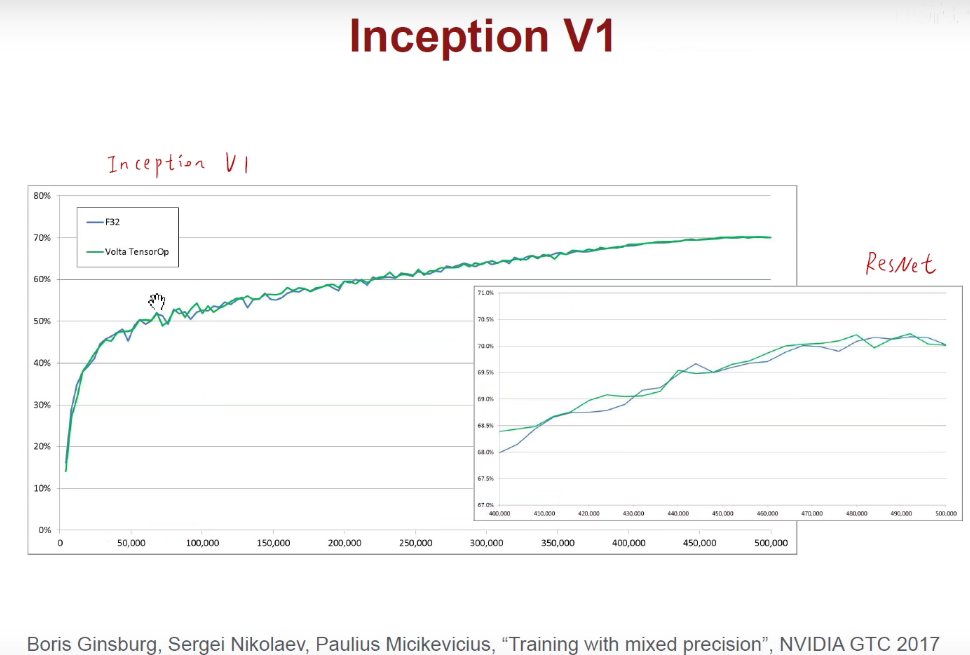 Inception V1
Inception V1
80%
70%
60%
50%
40%
30%
20%
10%
0%
F32
Volta TensorOp
0 50,000 100,000 150,000 200,000 250,000 300,000 350,000 400,000 450,000 500,000
ResNet
71.0%
70.5%
70.0%
69.5%
69.0%
68.5%
68.0%
67.5%
67.0%
400,000 410,000 420,000 430,000 440,000 450,000 460,000 470,000 480,000 490,000 500,000
Boris Ginsburg, Sergei Nikolaev, Paulius Micikevicius, “Training with mixed precision”, NVIDIA GTC 2017